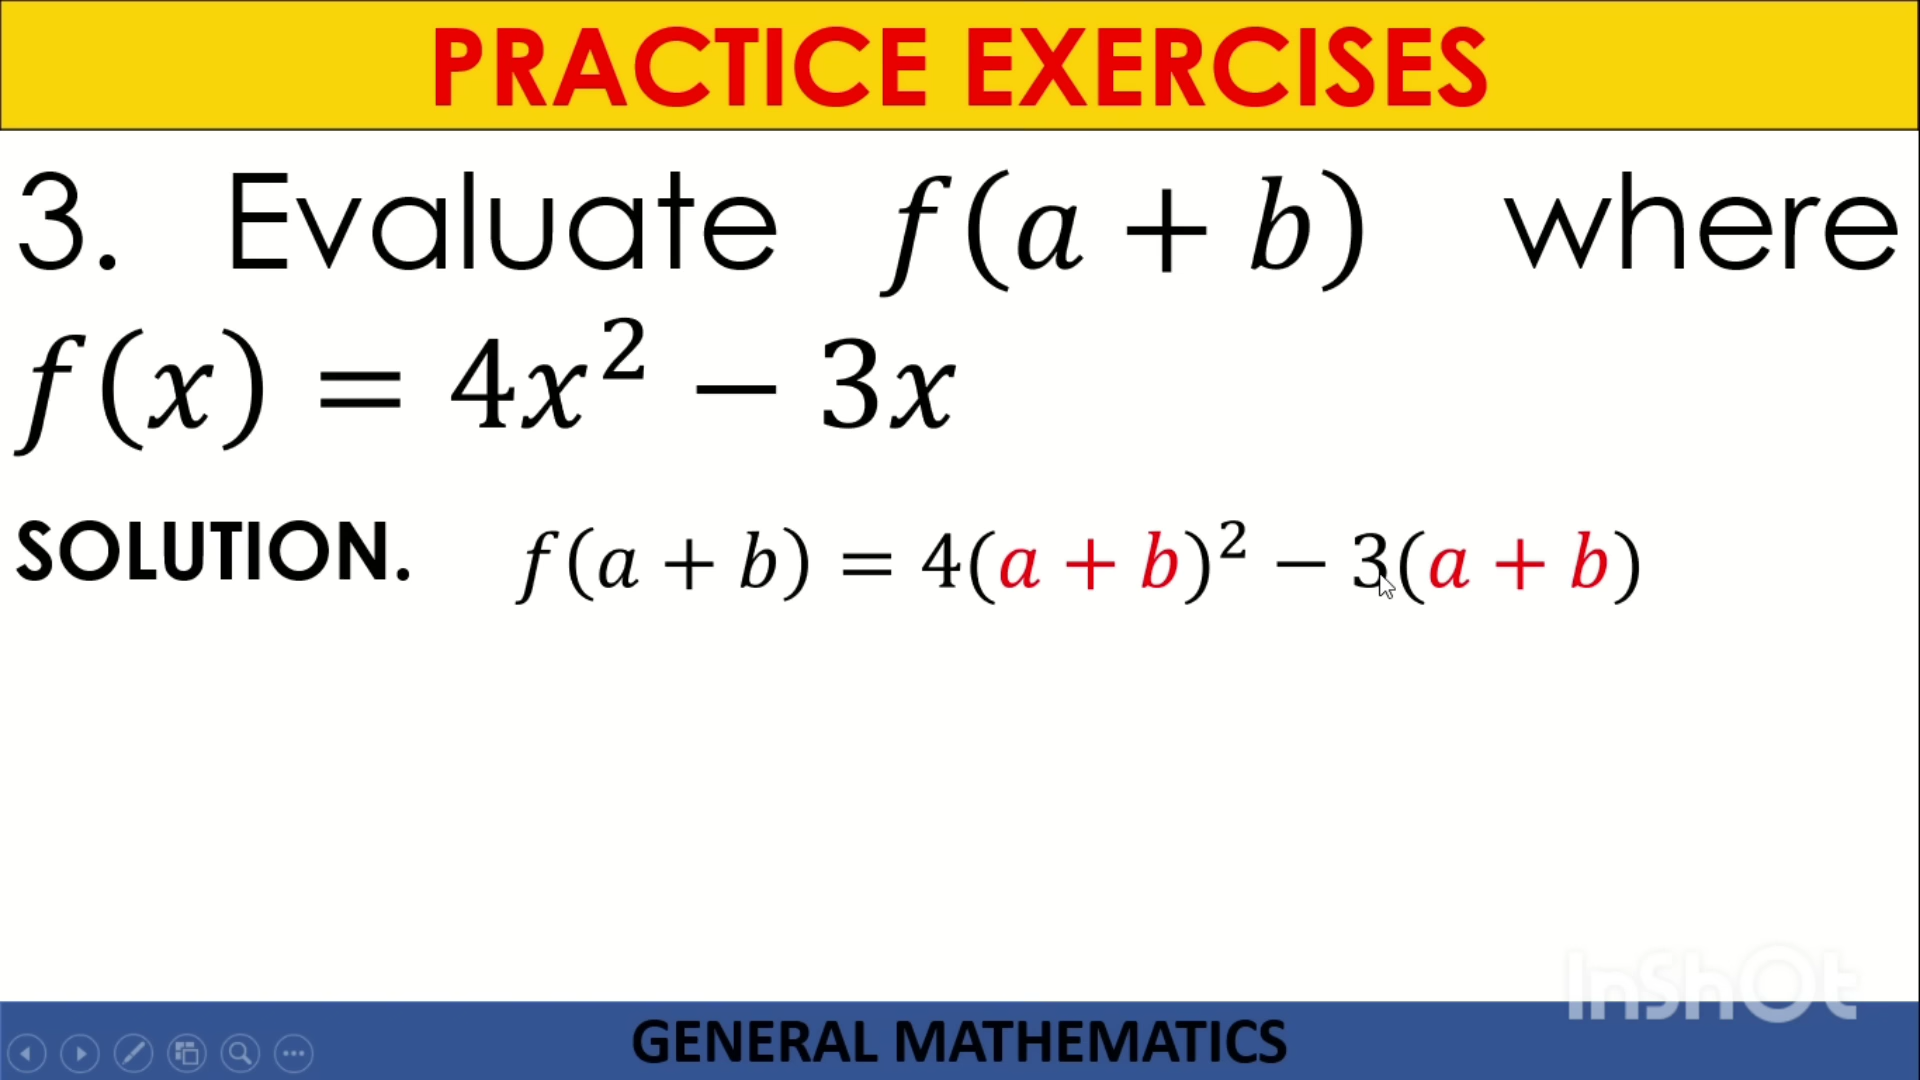 PRACTICE EXERCISES
3. Evaluate f(a + b) where
f(x) = 4x² − 3x
SOLUTION. f(a + b) = 4(a + b)² − 3(a + b)
InShOt
GENERAL MATHEMATICS